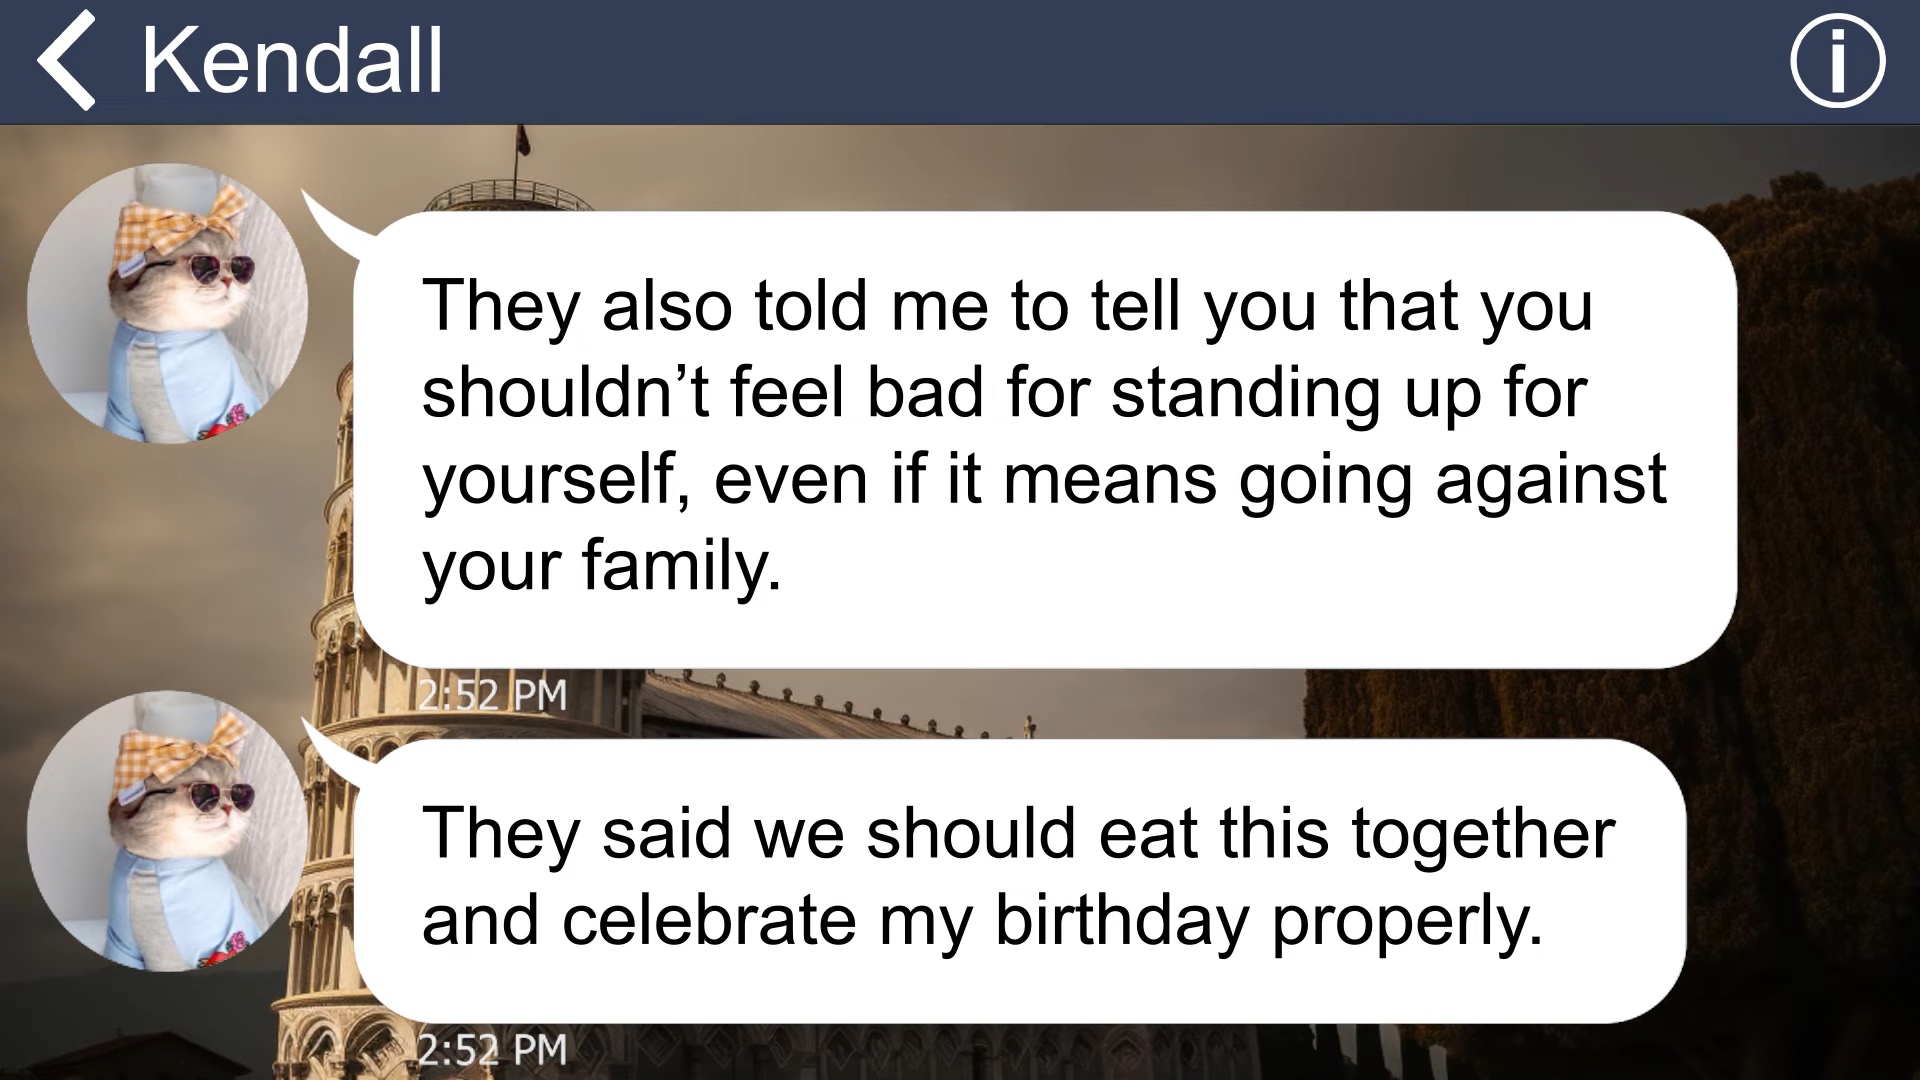 Kendall
They also told me to tell you that you
shouldn’t feel bad for standing up for
yourself, even if it means going against
your family.
2:52 PM
They said we should eat this together
and celebrate my birthday properly.
2:52 PM